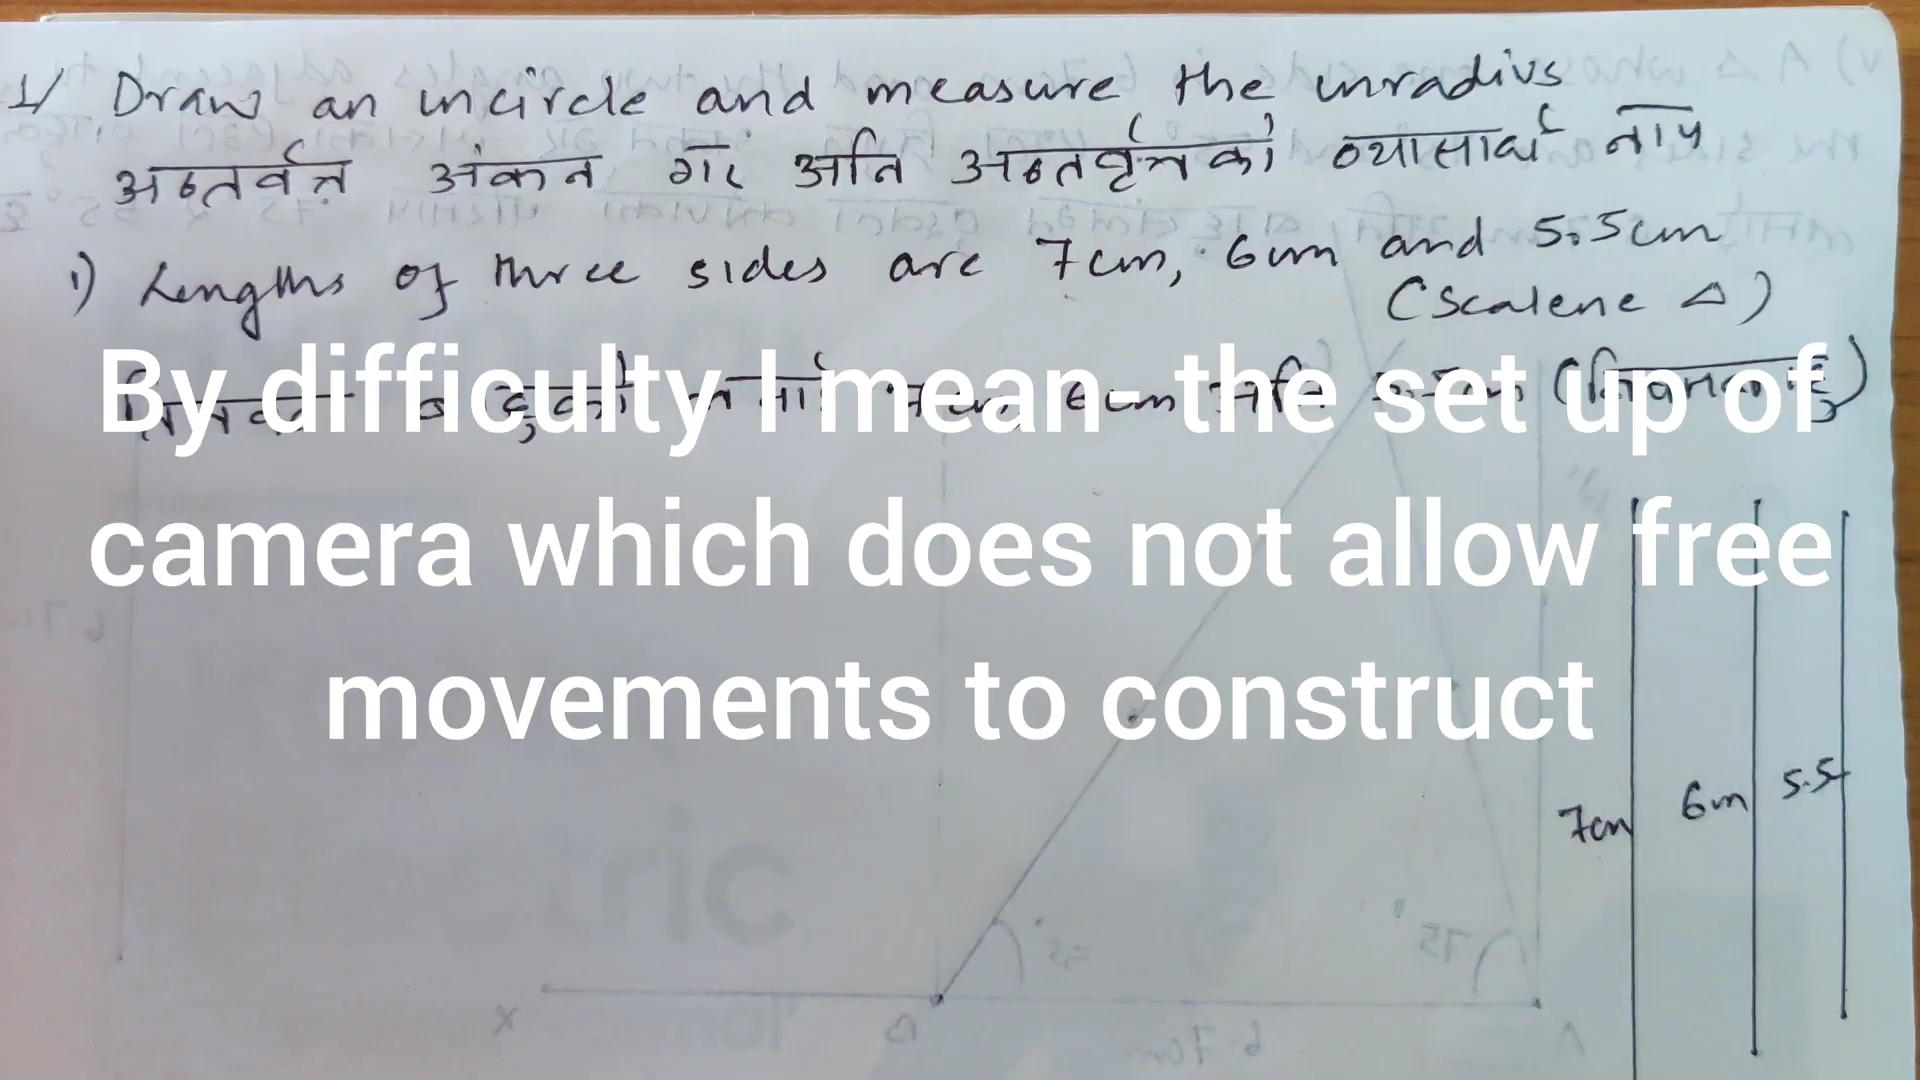 1/ Draw an incircle and measure the inradius
अन्तर्वृत्त अंकन गर अनि अन्तर्वृत्तको व्यासार्ध नाप
i) Lengths of three sides are 7cm, 6cm and 5.5cm
(Scalene △)
6cm
By difficulty I mean- the set up of
camera which does not allow free
movements to construct
7cm 6cm 5.5
X